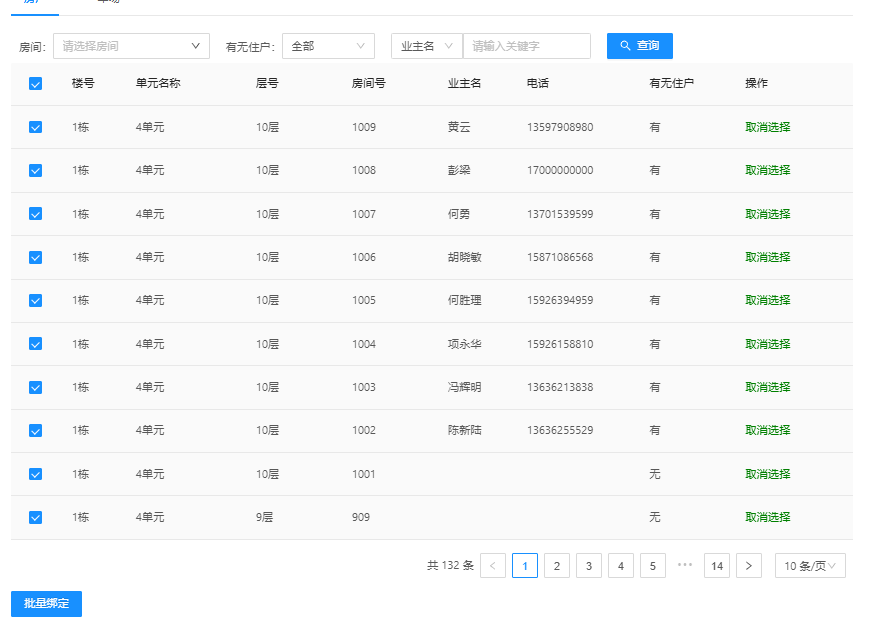 房间: 请选择房间 有无住户: 全部 业主名 请输入关键字 查询
楼号 单元名称 层号 房间号 业主名 电话 有无住户 操作
1栋 4单元 10层 1009 黄云 13597908980 有 取消选择
1栋 4单元 10层 1008 彭梁 17000000000 有 取消选择
1栋 4单元 10层 1007 何勇 13701539599 有 取消选择
1栋 4单元 10层 1006 胡晓敏 15871086568 有 取消选择
1栋 4单元 10层 1005 何胜理 15926394959 有 取消选择
1栋 4单元 10层 1004 项永华 15926158810 有 取消选择
1栋 4单元 10层 1003 冯辉明 13636213838 有 取消选择
1栋 4单元 10层 1002 陈新陆 13636255529 有 取消选择
1栋 4单元 10层 1001 无 取消选择
1栋 4单元 9层 909 无 取消选择
共 132 条 < 1 2 3 4 5 ••• 14 > 10 条/页
批量绑定